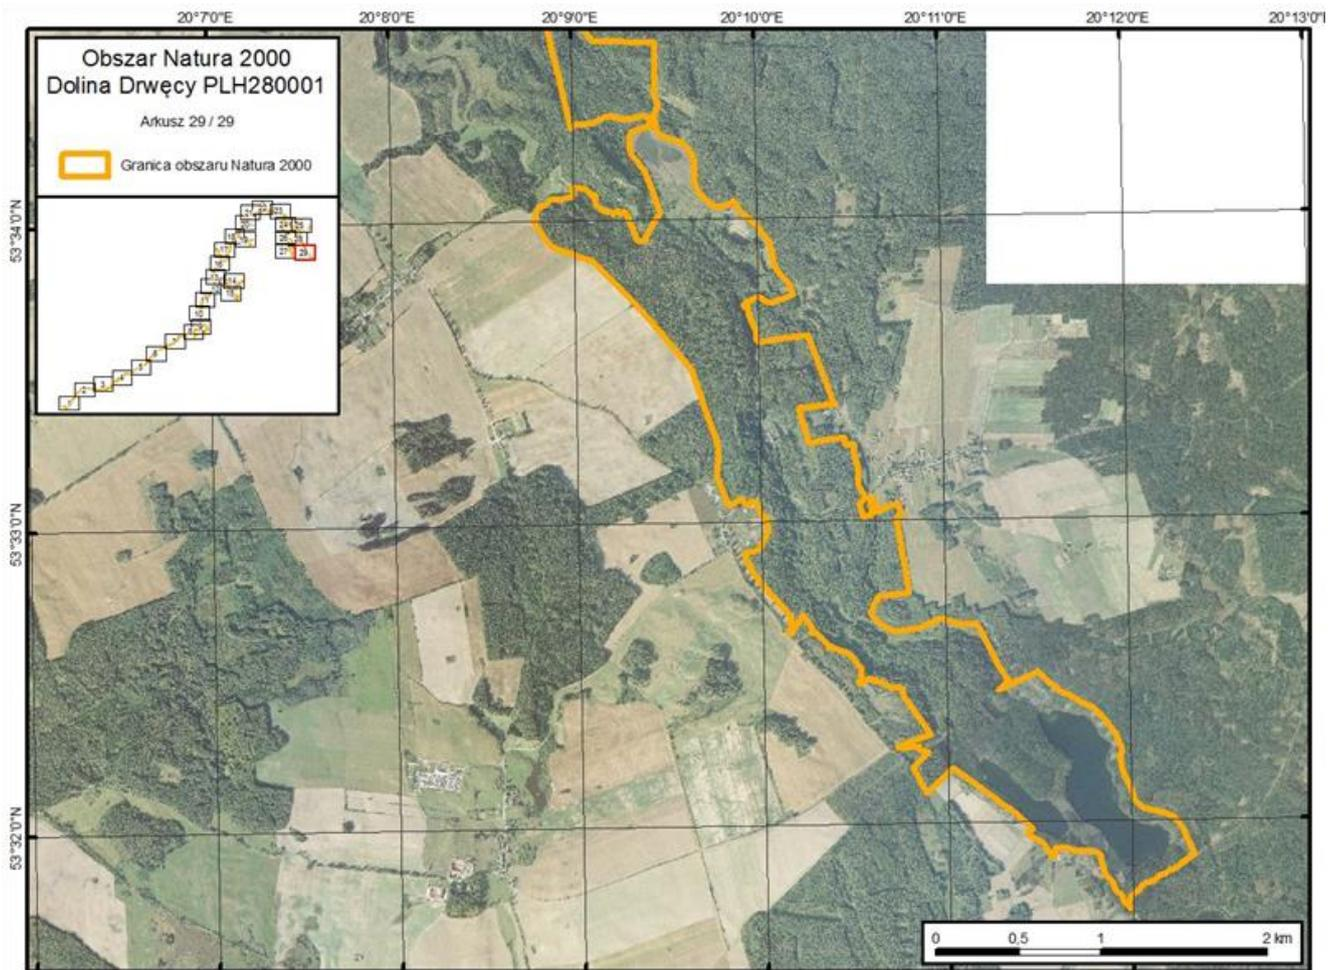 20°7'0"E 20°8'0"E 20°9'0"E 20°10'0"E 20°11'0"E 20°12'0"E 20°13'0"
Obszar Natura 2000
Dolina Drwęcy PLH280001
Arkusz 29 / 29
Granica obszaru Natura 2000
53°34'0"N
53°33'0"N
53°32'0"N
29
27
0 0,5 1 2 km